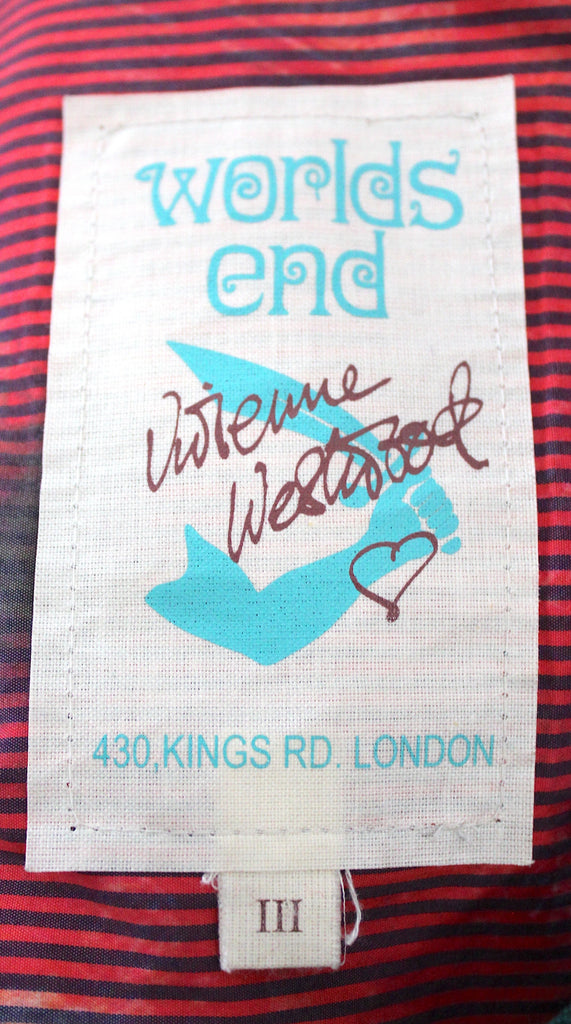 worlds
end
Vivienne
Westwood
430,KINGS RD. LONDON
III